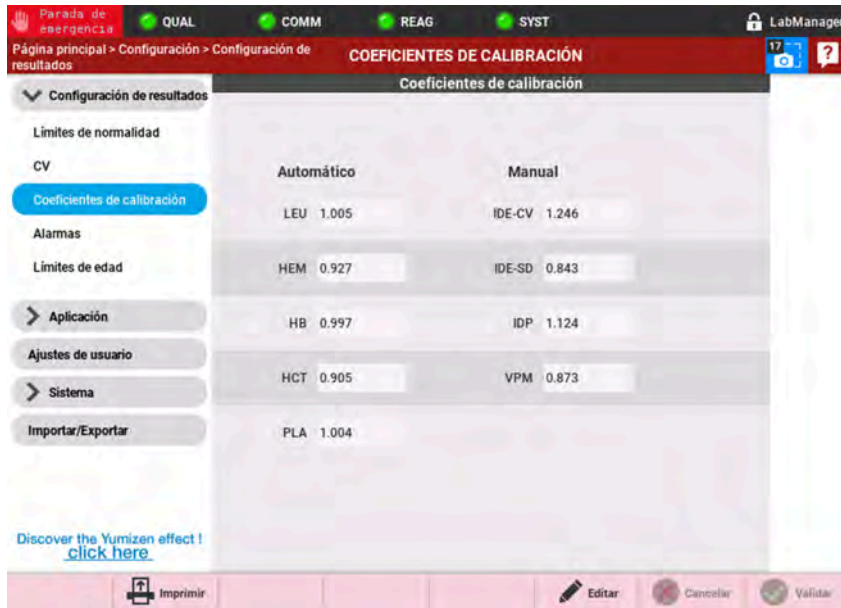 Parada de emergencia QUAL COMM REAG SYST LabManager
Página principal > Configuración > Configuración de resultados
COEFICIENTES DE CALIBRACIÓN
17
?
Configuración de resultados
Límites de normalidad
CV
Coeficientes de calibración
Alarmas
Límites de edad
Aplicación
Ajustes de usuario
Sistema
Importar/Exportar
Discover the Yumizen effect !
click here
Coeficientes de calibración
Automático Manual
LEU 1.005 IDE-CV 1.246
HEM 0.927 IDE-SD 0.843
HB 0.997 IDP 1.124
HCT 0.905 VPM 0.873
PLA 1.004
Imprimir Editar Cancelar Validar